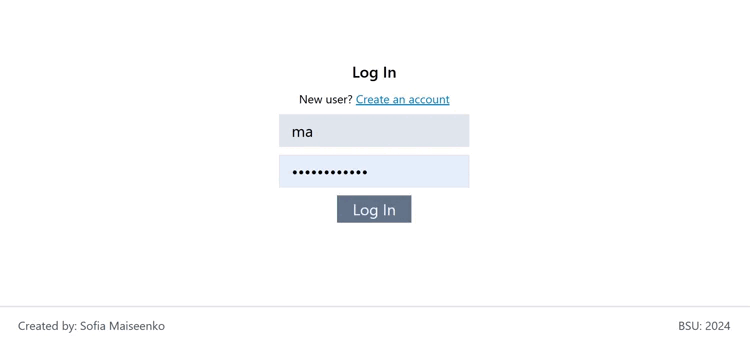 Log In
New user? Create an account
ma
••••••••••••
Log In
Created by: Sofia Maiseenko
BSU: 2024